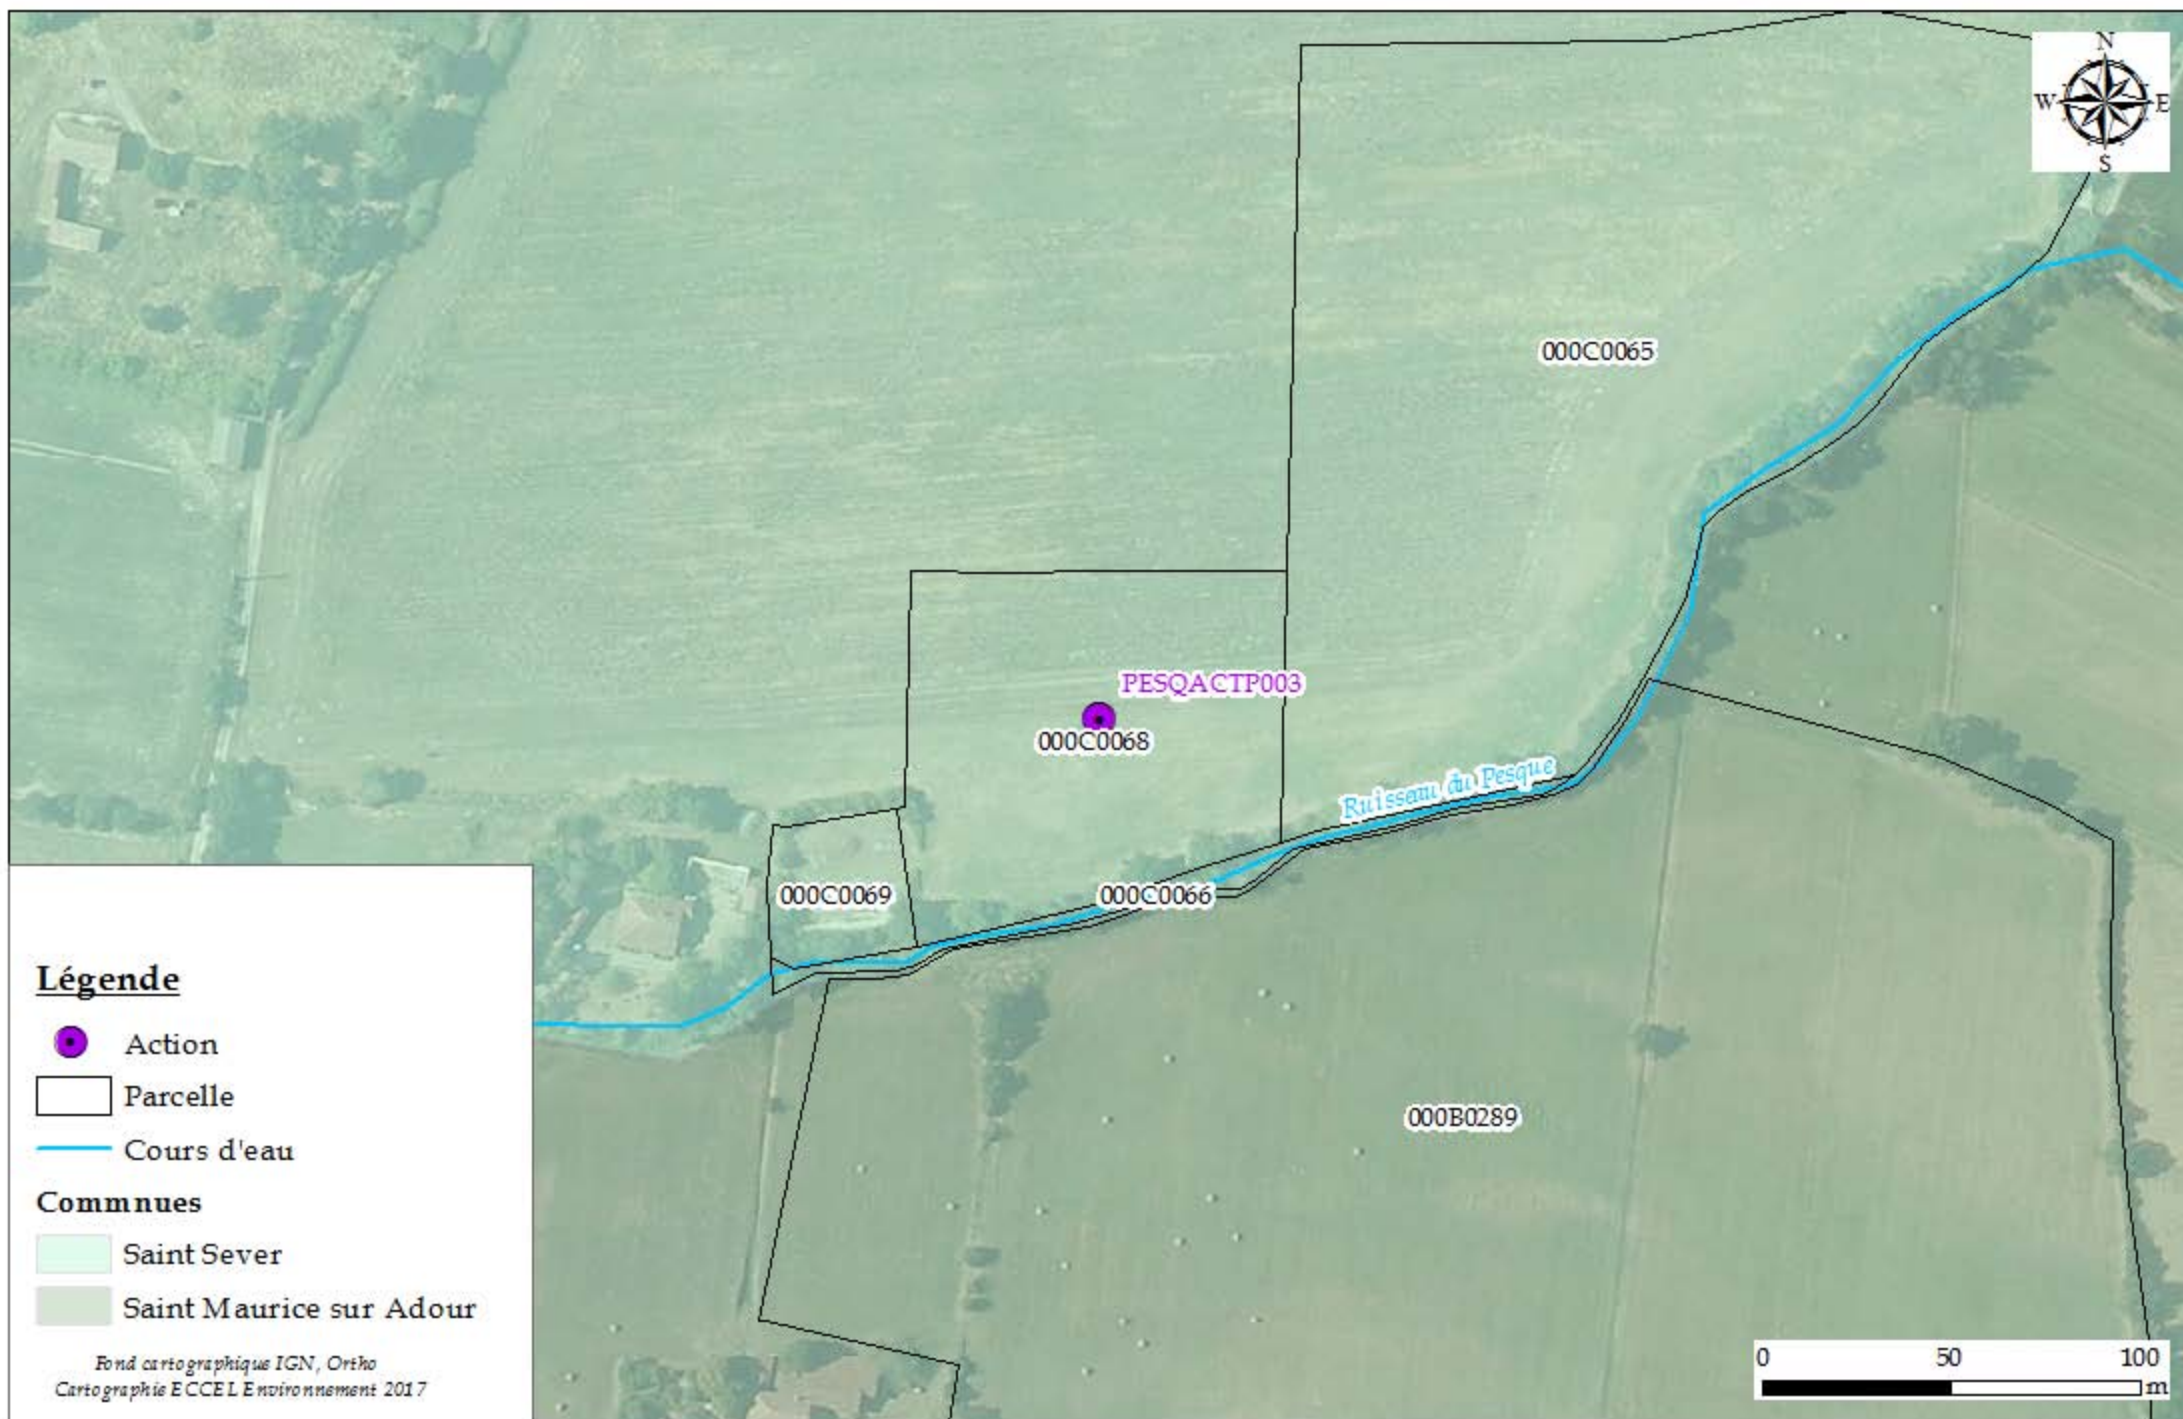 N
W
E
S
000C0065
PESQACTP003
000C0068
Ruisseau du Pesque
000C0069
000C0066
000B0289
Légende
Action
Parcelle
Cours d'eau
Commnues
Saint Sever
Saint Maurice sur Adour
Fond cartographique IGN, Ortho
Cartographie ECCEL Environnement 2017
0 50 100
m